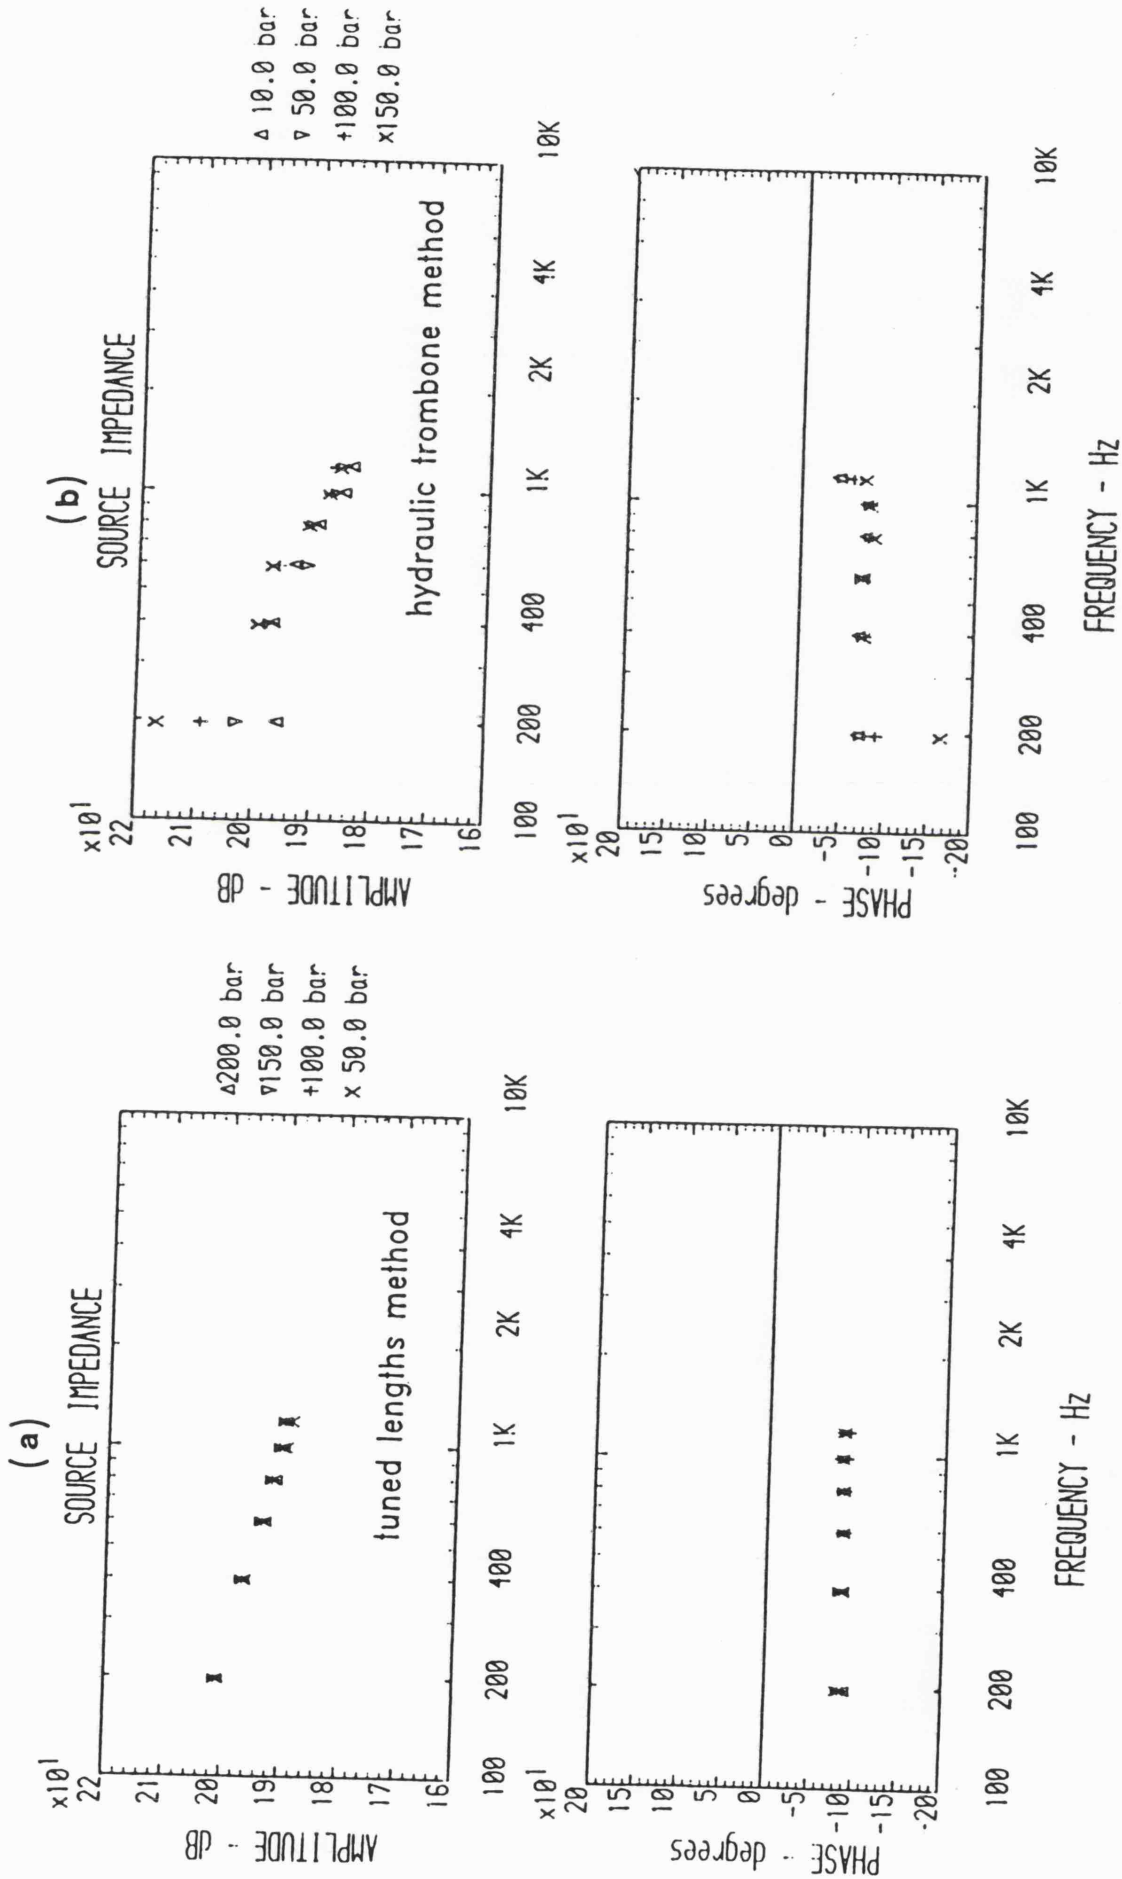 (a)
SOURCE IMPEDANCE
x10¹
22
21
20
19
18
17
16
AMPLITUDE - dB
tuned lengths method
100 200 400 1K 2K 4K 10K
Δ200.0 bar
∇150.0 bar
+100.0 bar
x 50.0 bar
x10¹
20
15
10
5
0
-5
-10
-15
-20
PHASE - degrees
100 200 400 1K 2K 4K 10K
FREQUENCY - Hz
(b)
SOURCE IMPEDANCE
x10¹
22
21
20
19
18
17
16
AMPLITUDE - dB
hydraulic trombone method
100 200 400 1K 2K 4K 10K
Δ 10.0 bar
∇ 50.0 bar
+100.0 bar
x150.0 bar
x10¹
20
15
10
5
0
-5
-10
-15
-20
PHASE - degrees
100 200 400 1K 2K 4K 10K
FREQUENCY - Hz